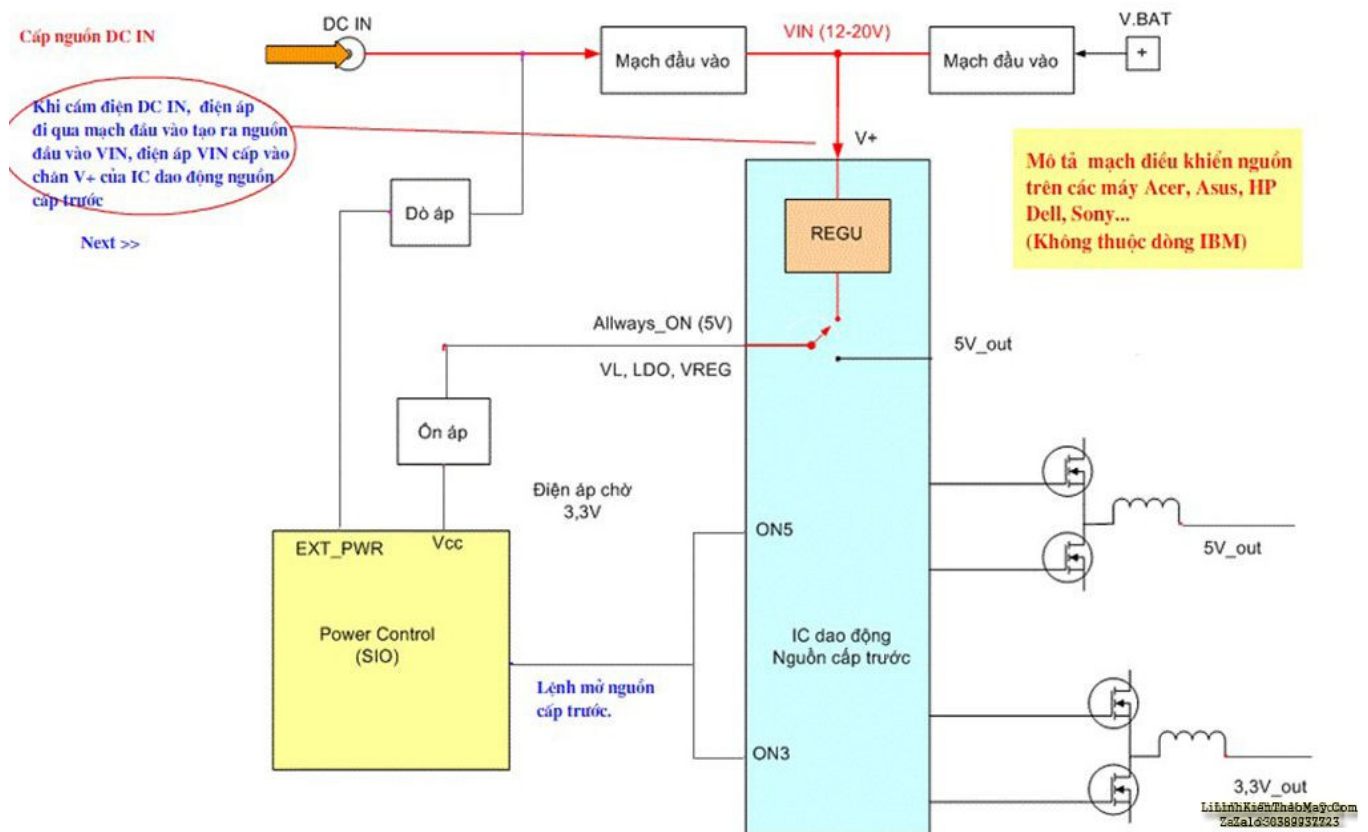 Cấp nguồn DC IN
DC IN
Mạch đầu vào
VIN (12-20V)
Mạch đầu vào
V.BAT
+
Khi cắm điện DC IN, điện áp
đi qua mạch đầu vào tạo ra nguồn
đầu vào VIN, điện áp VIN cấp vào
chân V+ của IC dao động nguồn
cấp trước
Next >>
V+
Mô tả mạch điều khiển nguồn
trên các máy Acer, Asus, HP
Dell, Sony...
(Không thuộc dòng IBM)
Dò áp
REGU
Allways_ON (5V)
VL, LDO, VREG
5V_out
Ổn áp
Điện áp chờ
3,3V
EXT_PWR
Vcc
ON5
5V_out
Power Control
(SIO)
IC dao động
Nguồn cấp trước
Lệnh mở nguồn
cấp trước.
ON3
3,3V_out